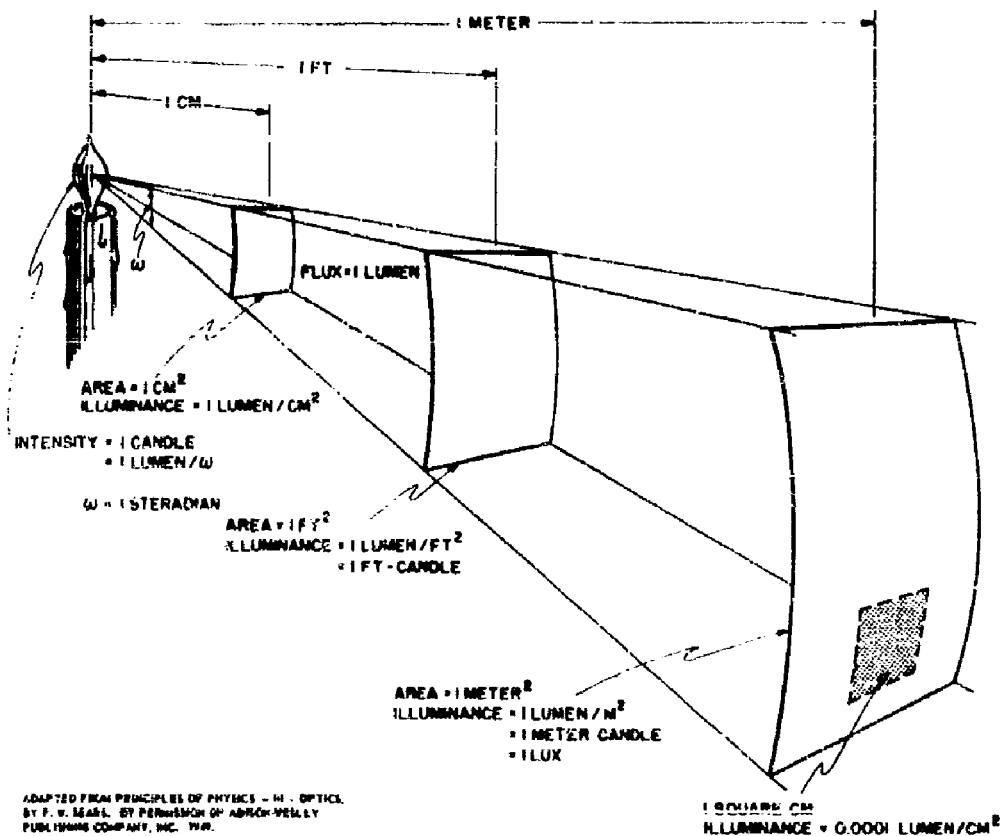 1 METER
1 FT
1 CM
ω
FLUX = 1 LUMEN
AREA = 1 CM²
ILLUMINANCE = 1 LUMEN/CM²
INTENSITY = 1 CANDLE
= 1 LUMEN/ω
ω = 1 STERADIAN
AREA = 1 FT²
ILLUMINANCE = 1 LUMEN/FT²
= 1 FT-CANDLE
AREA = 1 METER²
ILLUMINANCE = 1 LUMEN/M²
= 1 METER CANDLE
= 1 LUX
1 SQUARE CM
ILLUMINANCE = 0.0001 LUMEN/CM²
ADAPTED FROM PRINCIPLES OF PHYSICS - III - OPTICS,
BY F. W. SEARS, BY PERMISSION OF ADDISON-WESLEY
PUBLISHING COMPANY, INC.